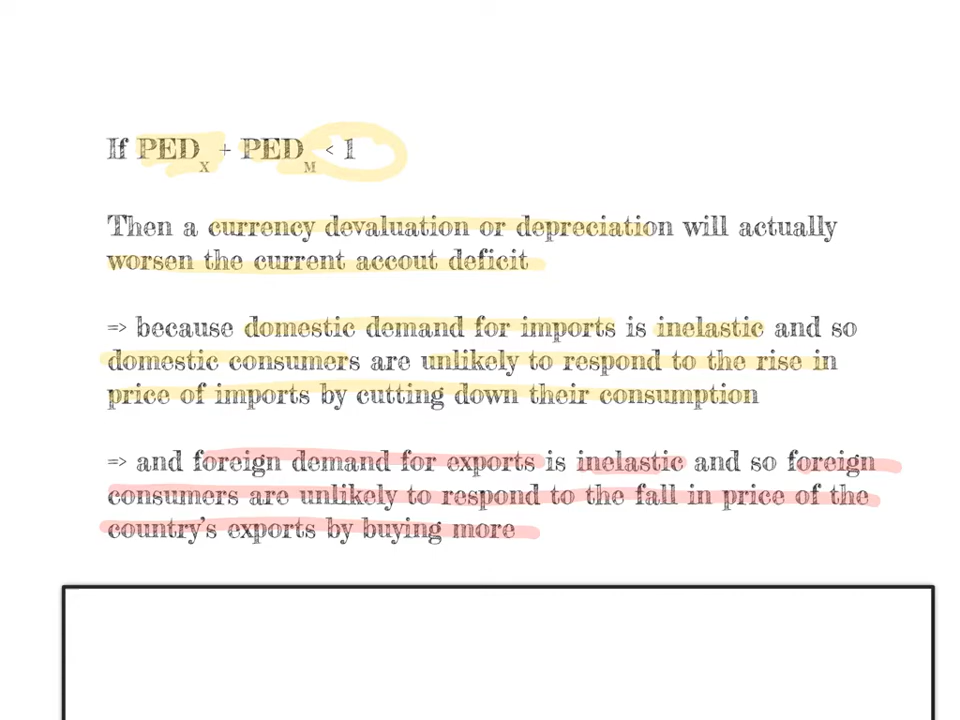 If PEDX + PEDM < 1
Then a currency devaluation or depreciation will actually
worsen the current accout deficit
=> because domestic demand for imports is inelastic and so
domestic consumers are unlikely to respond to the rise in
price of imports by cutting down their consumption
=> and foreign demand for exports is inelastic and so foreign
consumers are unlikely to respond to the fall in price of the
country's exports by buying more